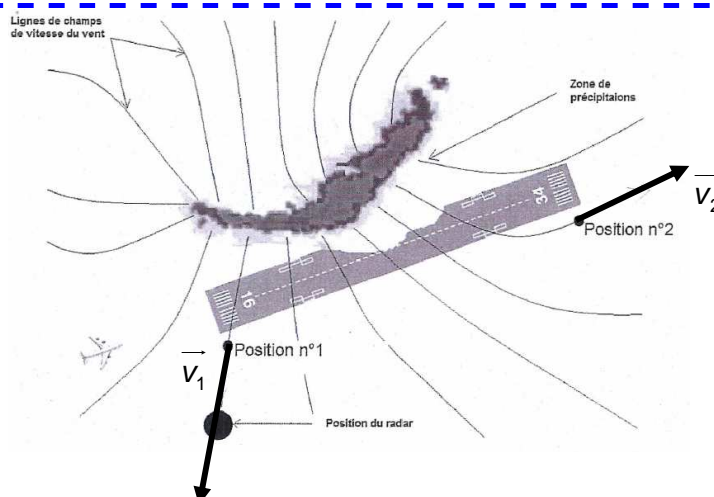 Lignes de champs
de vitesse du vent
Zone de
précipitaions
34
V₂
Position n°2
16
Position n°1
V₁
Position du radar